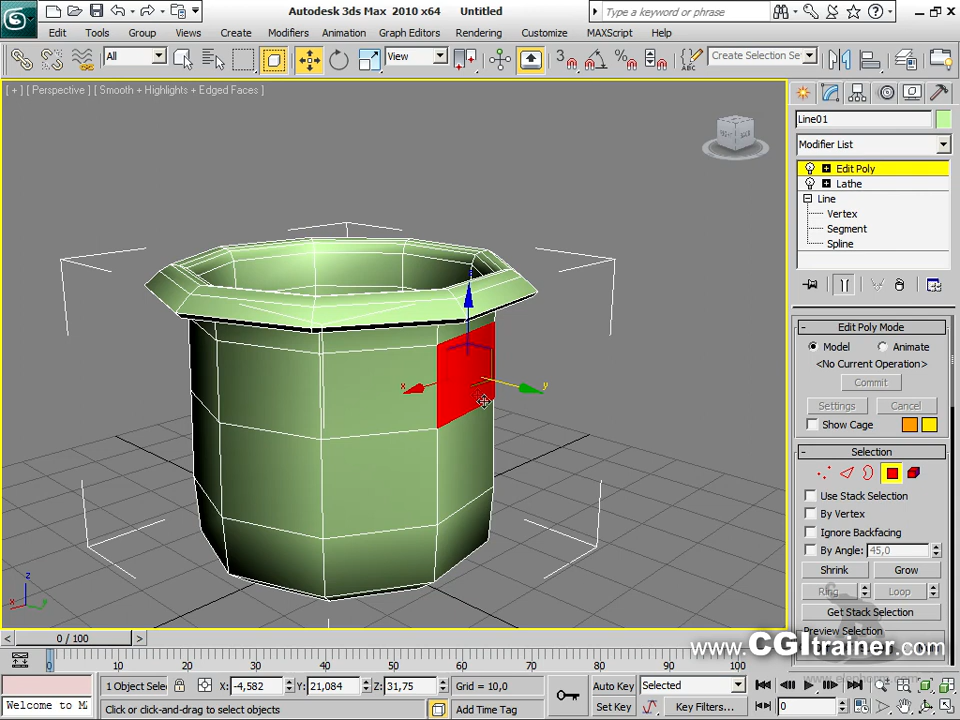 Autodesk 3ds Max 2010 x64 Untitled
Type a keyword or phrase
Edit Tools Group Views Create Modifiers Animation Graph Editors Rendering Customize MAXScript Help
All
View
3
Create Selection Se
[ + ] [ Perspective ] [ Smooth + Highlights + Edged Faces ]
Line01
Modifier List
Edit Poly
Lathe
Line
Vertex
Segment
Spline
- Edit Poly Mode
Model Animate
<No Current Operation>
Commit
Settings Cancel
Show Cage
- Selection
Use Stack Selection
By Vertex
Ignore Backfacing
By Angle: 45,0
Shrink Grow
Ring Loop
Get Stack Selection
Preview Selection
x y
z x y
www.CGItrainer.com
< 0 / 100 >
0 10 20 30 40 50 60 70 80 90 100
1 Object Selec X: -4,582 Y: 21,084 Z: 31,75 Grid = 10,0 Auto Key Selected
Welcome to MA Click or click-and-drag to select objects Add Time Tag Set Key Key Filters... 0